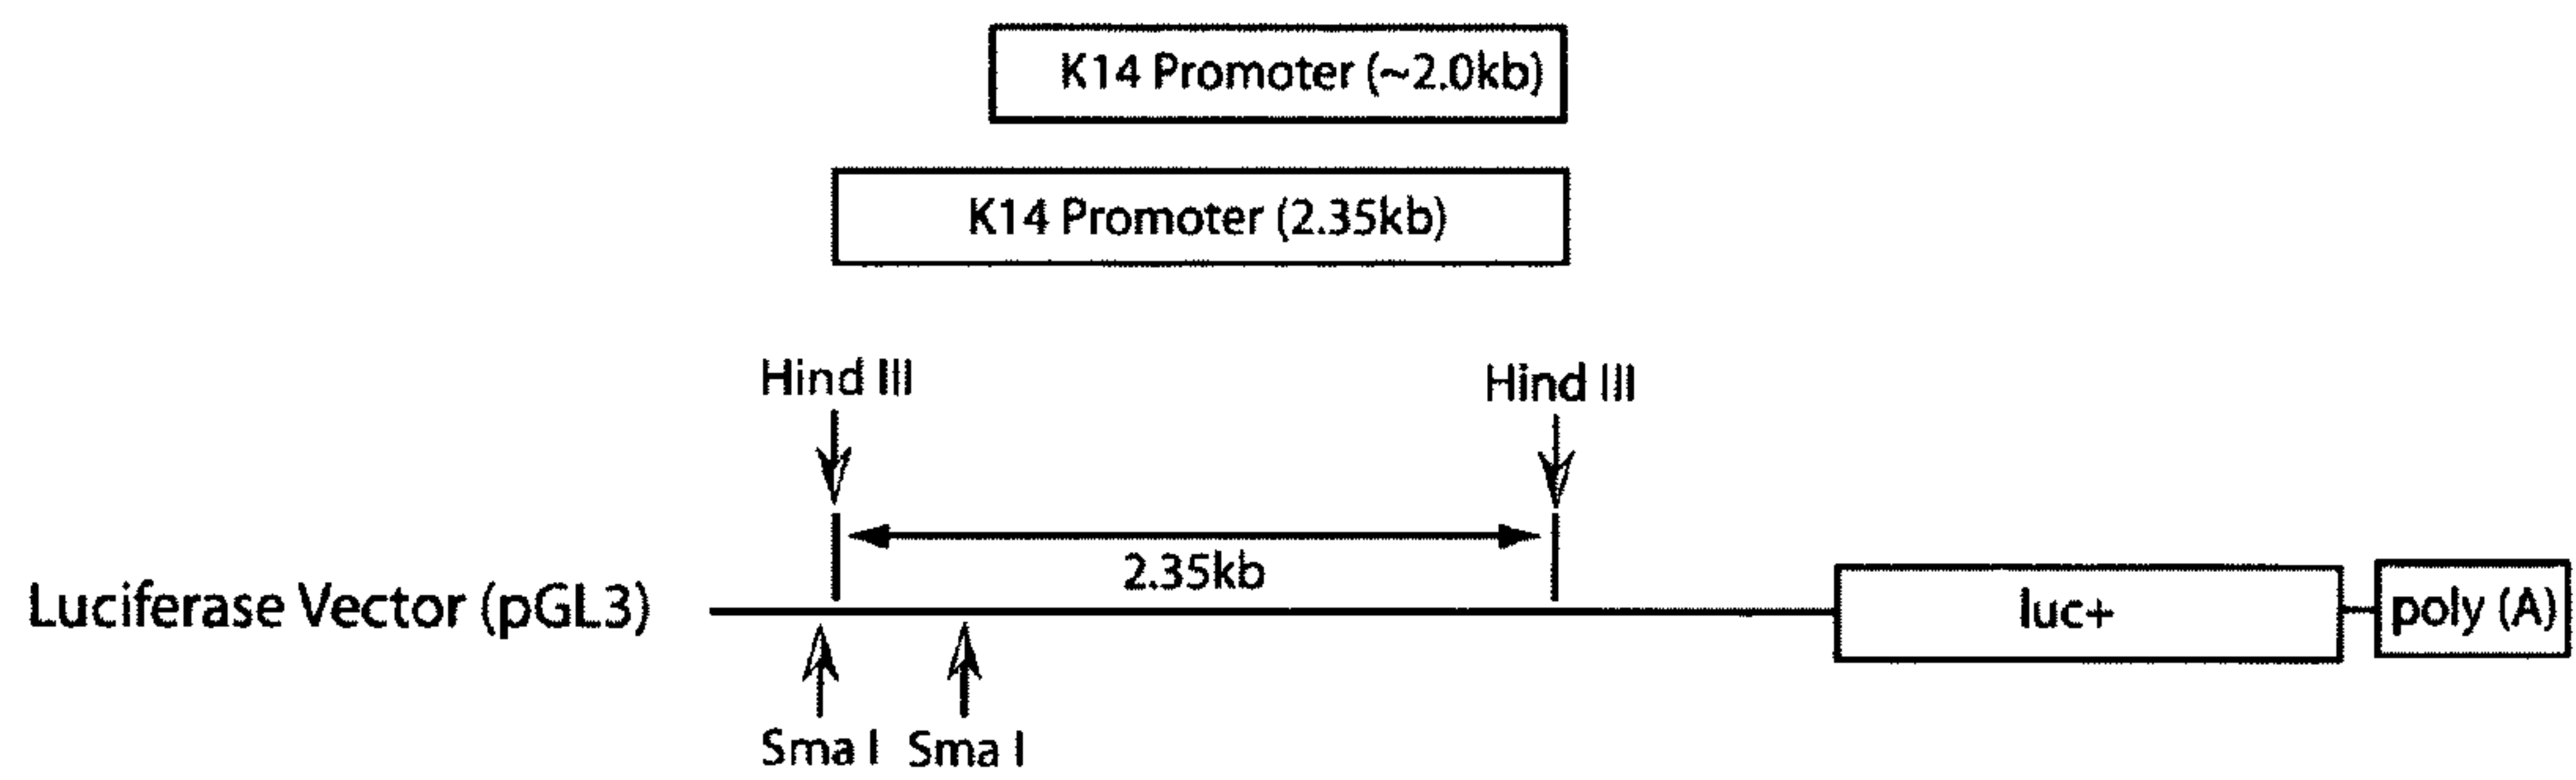 K14 Promoter (~2.0kb)
K14 Promoter (2.35kb)
Hind III
Hind III
2.35kb
Luciferase Vector (pGL3)
luc+
poly (A)
Sma I
Sma I